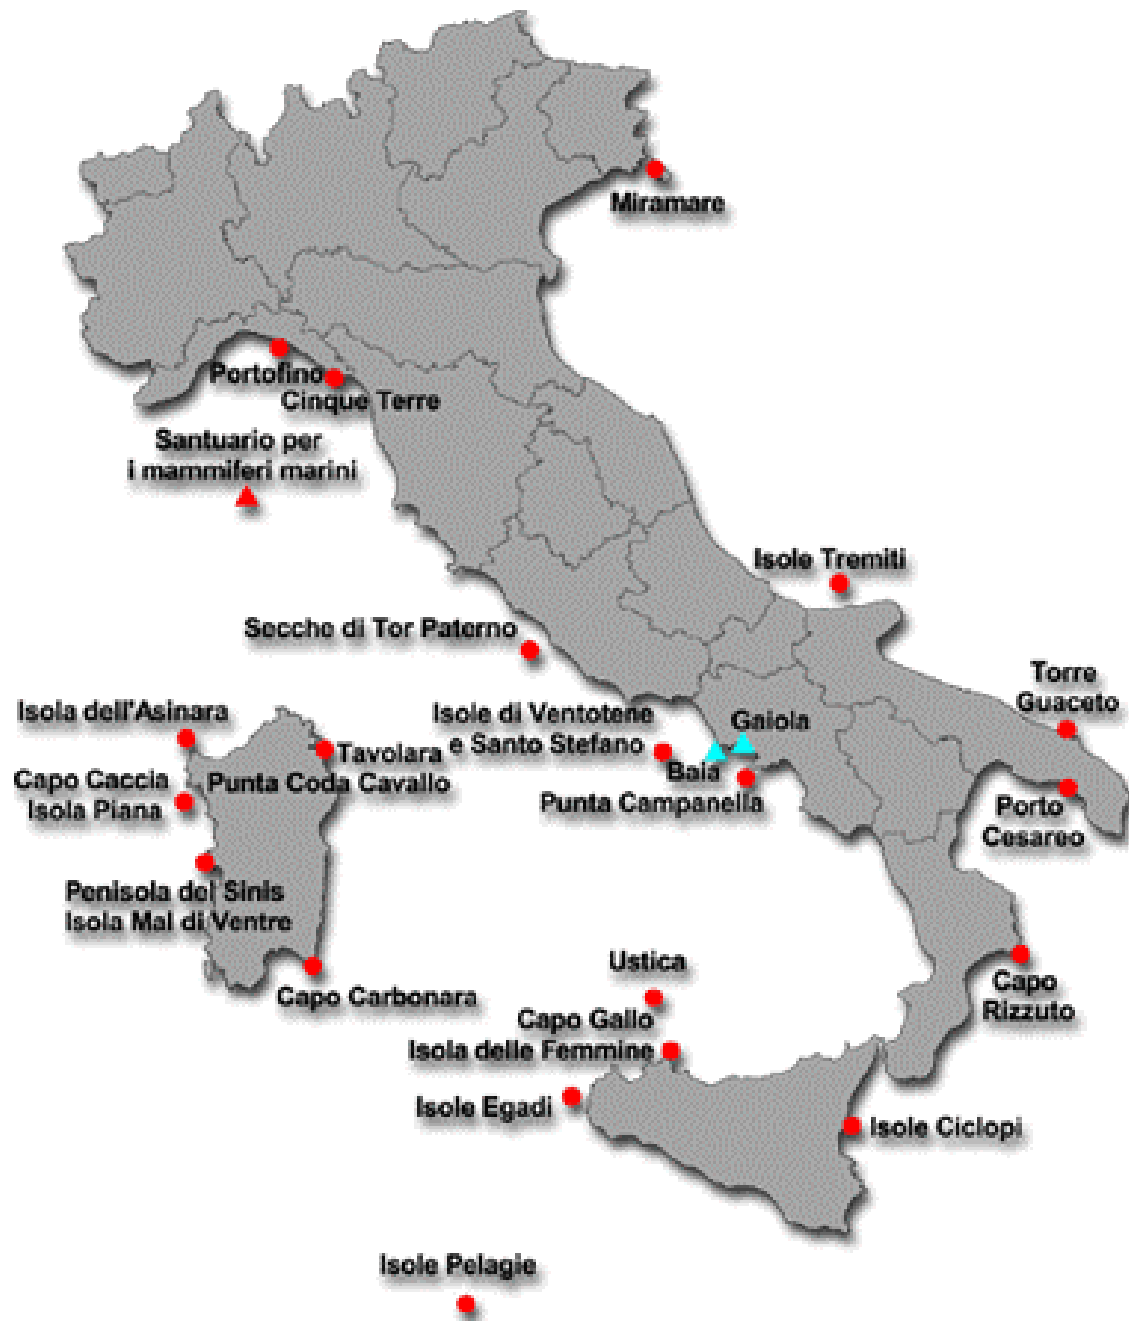 Miramare
Portofino
Cinque Terre
Santuario per
i mammiferi marini
Isole Tremiti
Secche di Tor Paterno
Torre
Guaceto
Isola dell'Asinara
Isole di Ventotene
e Santo Stefano
Gaiola
Tavolara
Punta Coda Cavallo
Baia
Capo Caccia
Isola Piana
Punta Campanella
Porto
Cesareo
Penisola del Sinis
Isola Mal di Ventre
Ustica
Capo
Rizzuto
Capo Carbonara
Capo Gallo
Isola delle Femmine
Isole Egadi
Isole Ciclopi
Isole Pelagie